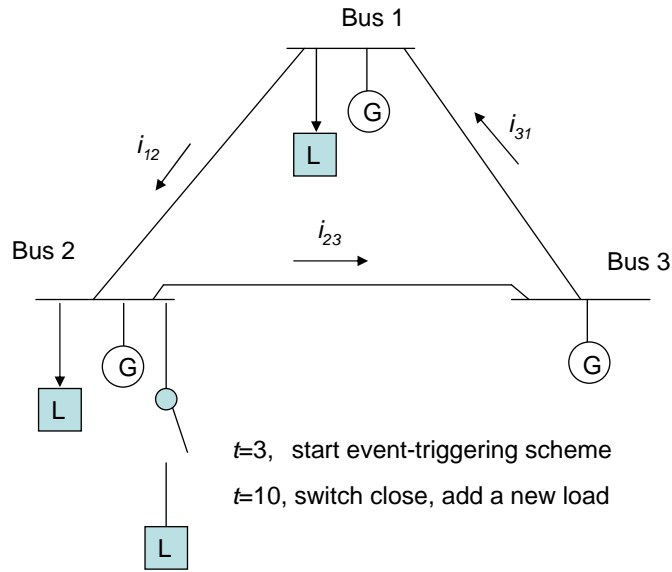 Bus 1
G
i31
L
i12
i23
Bus 2
Bus 3
G
G
L
t=3, start event-triggering scheme
t=10, switch close, add a new load
L